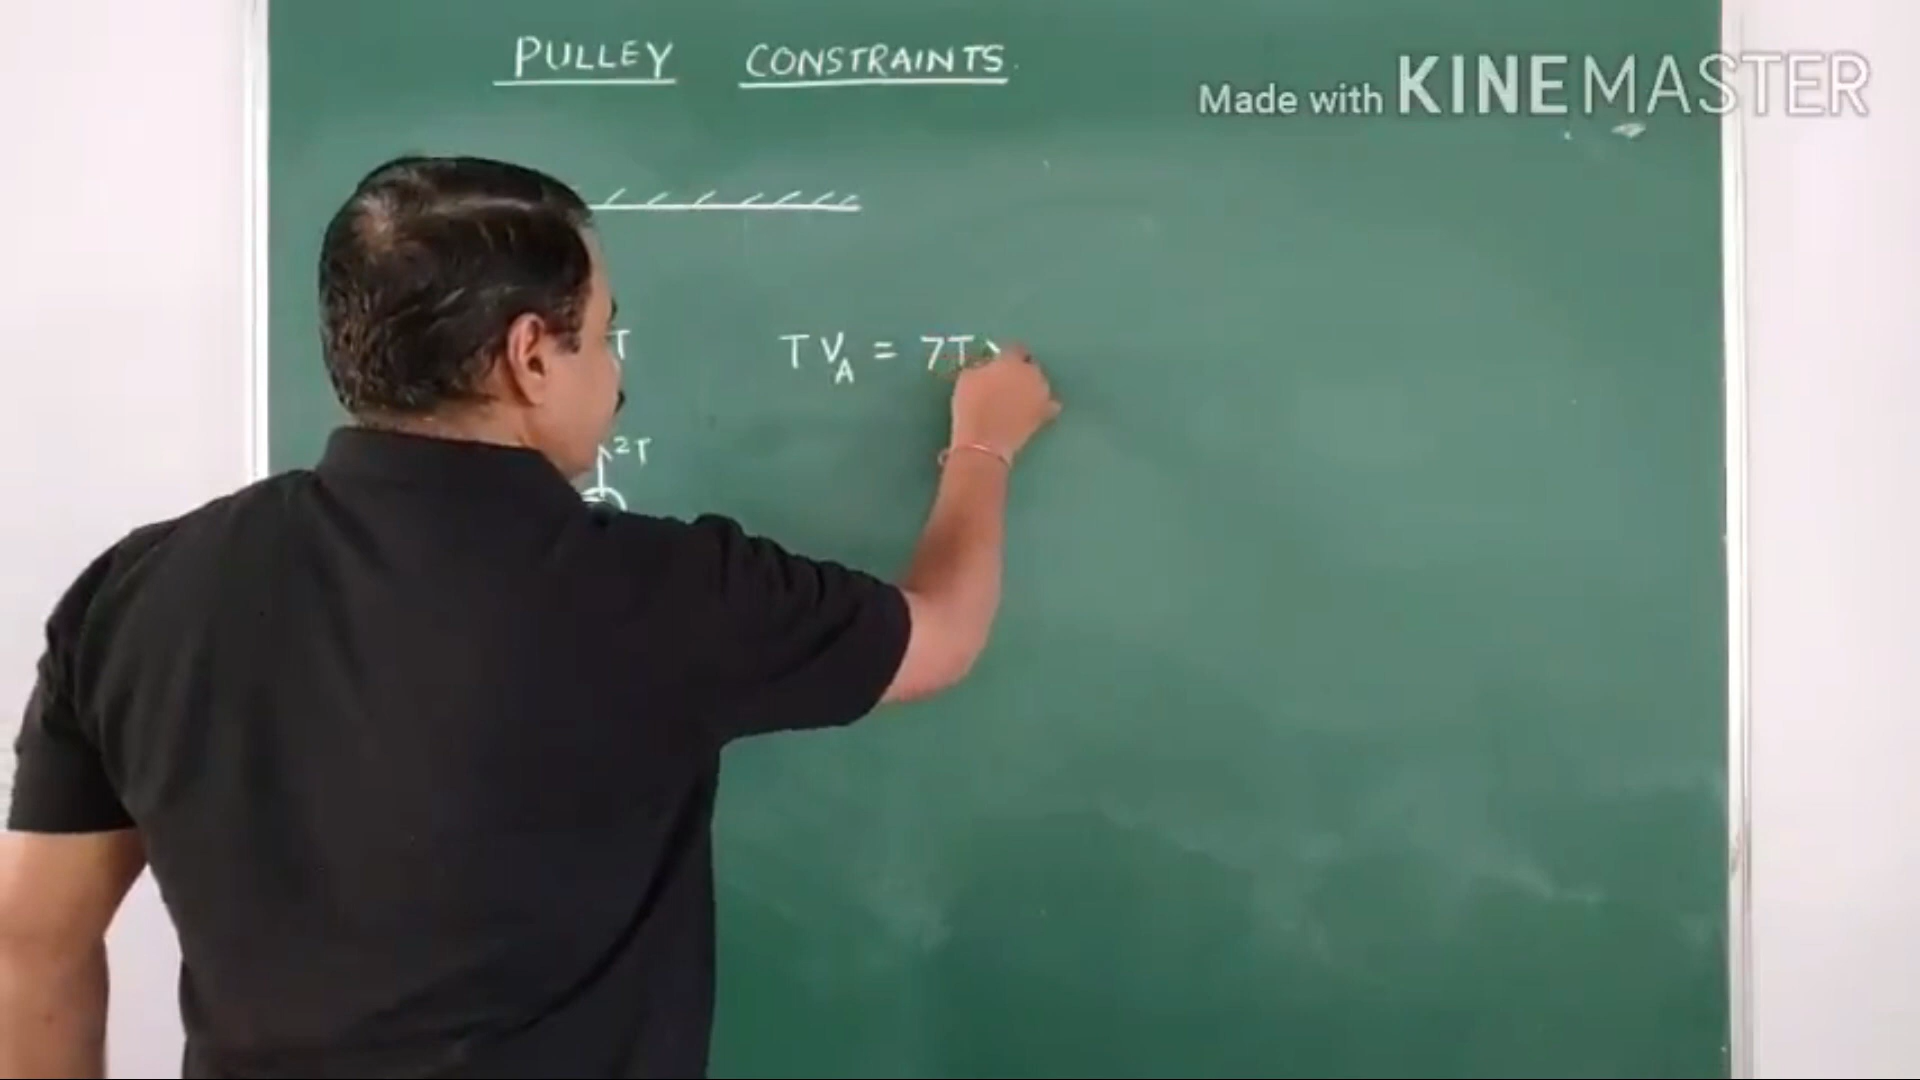 PULLEY CONSTRAINTS
Made with KINEMASTER
T
T V_A = 7T
2T